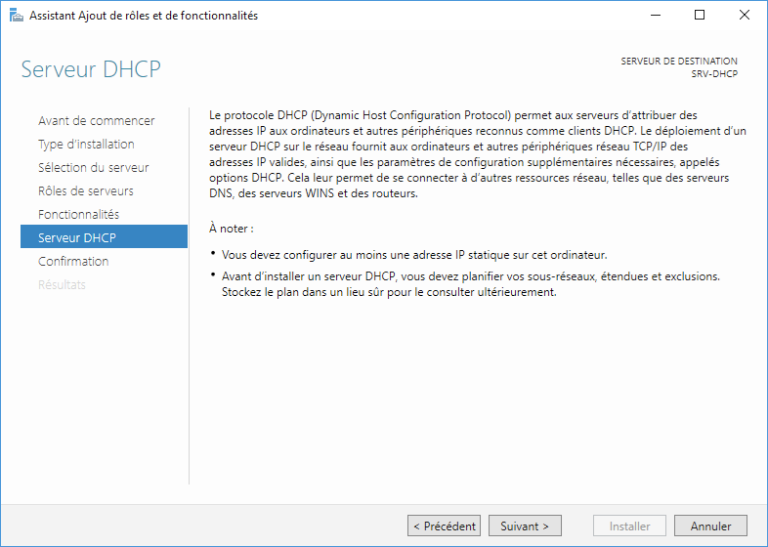 Assistant Ajout de rôles et de fonctionnalités
Serveur DHCP
SERVEUR DE DESTINATION
SRV-DHCP
Avant de commencer
Type d'installation
Sélection du serveur
Rôles de serveurs
Fonctionnalités
Serveur DHCP
Confirmation
Résultats
Le protocole DHCP (Dynamic Host Configuration Protocol) permet aux serveurs d'attribuer des
adresses IP aux ordinateurs et autres périphériques reconnus comme clients DHCP. Le déploiement d'un
serveur DHCP sur le réseau fournit aux ordinateurs et autres périphériques réseau TCP/IP des
adresses IP valides, ainsi que les paramètres de configuration supplémentaires nécessaires, appelés
options DHCP. Cela leur permet de se connecter à d'autres ressources réseau, telles que des serveurs
DNS, des serveurs WINS et des routeurs.
À noter :
• Vous devez configurer au moins une adresse IP statique sur cet ordinateur.
• Avant d'installer un serveur DHCP, vous devez planifier vos sous-réseaux, étendues et exclusions.
Stockez le plan dans un lieu sûr pour le consulter ultérieurement.
< Précédent
Suivant >
Installer
Annuler